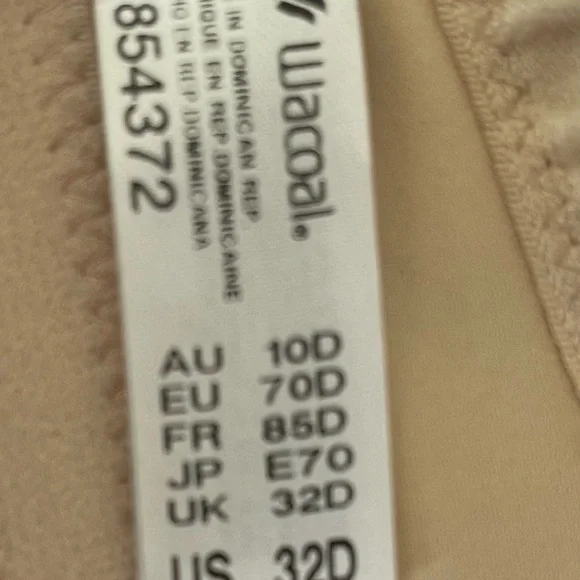 wacoal®
IN DOMINICAN REP
IQUE EN REP DOMINICAINE
HO EN REP DOMINICANA
854372
AU 10D
EU 70D
FR 85D
JP E70
UK 32D
US 32D